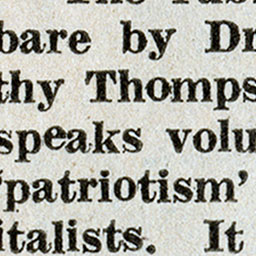 bare by Dr
thy Thomps
speaks volu
'patriotism'
italists. It